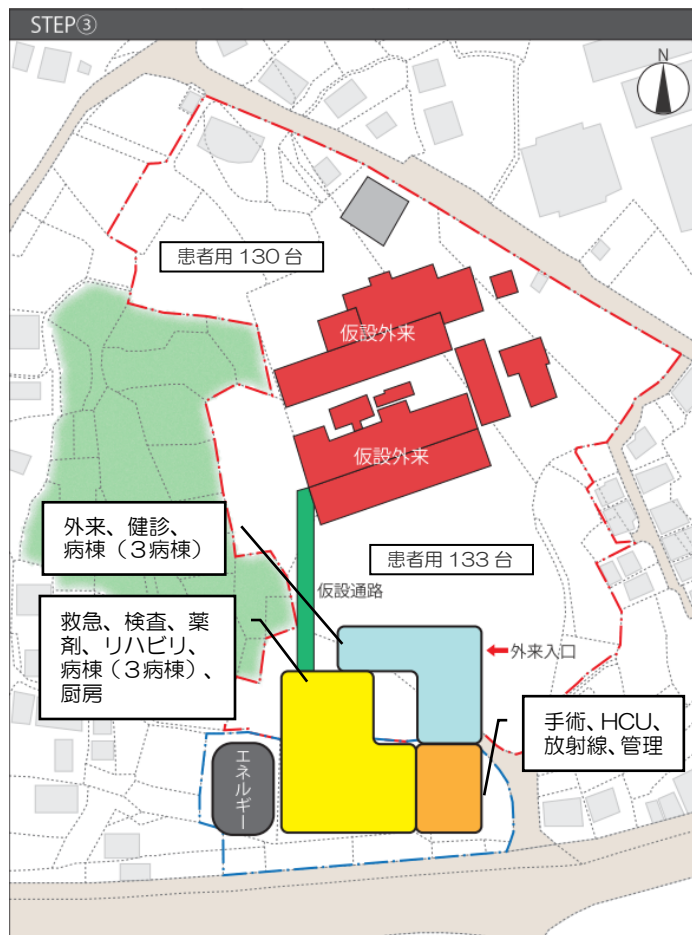 STEP③
N
患者用 130 台
仮設外来
仮設外来
外来、健診、
病棟（３病棟）
患者用 133 台
仮設通路
救急、検査、薬
剤、リハビリ、
病棟（３病棟）、
厨房
外来入口
手術、HCU、
放射線、管理
エネルギー